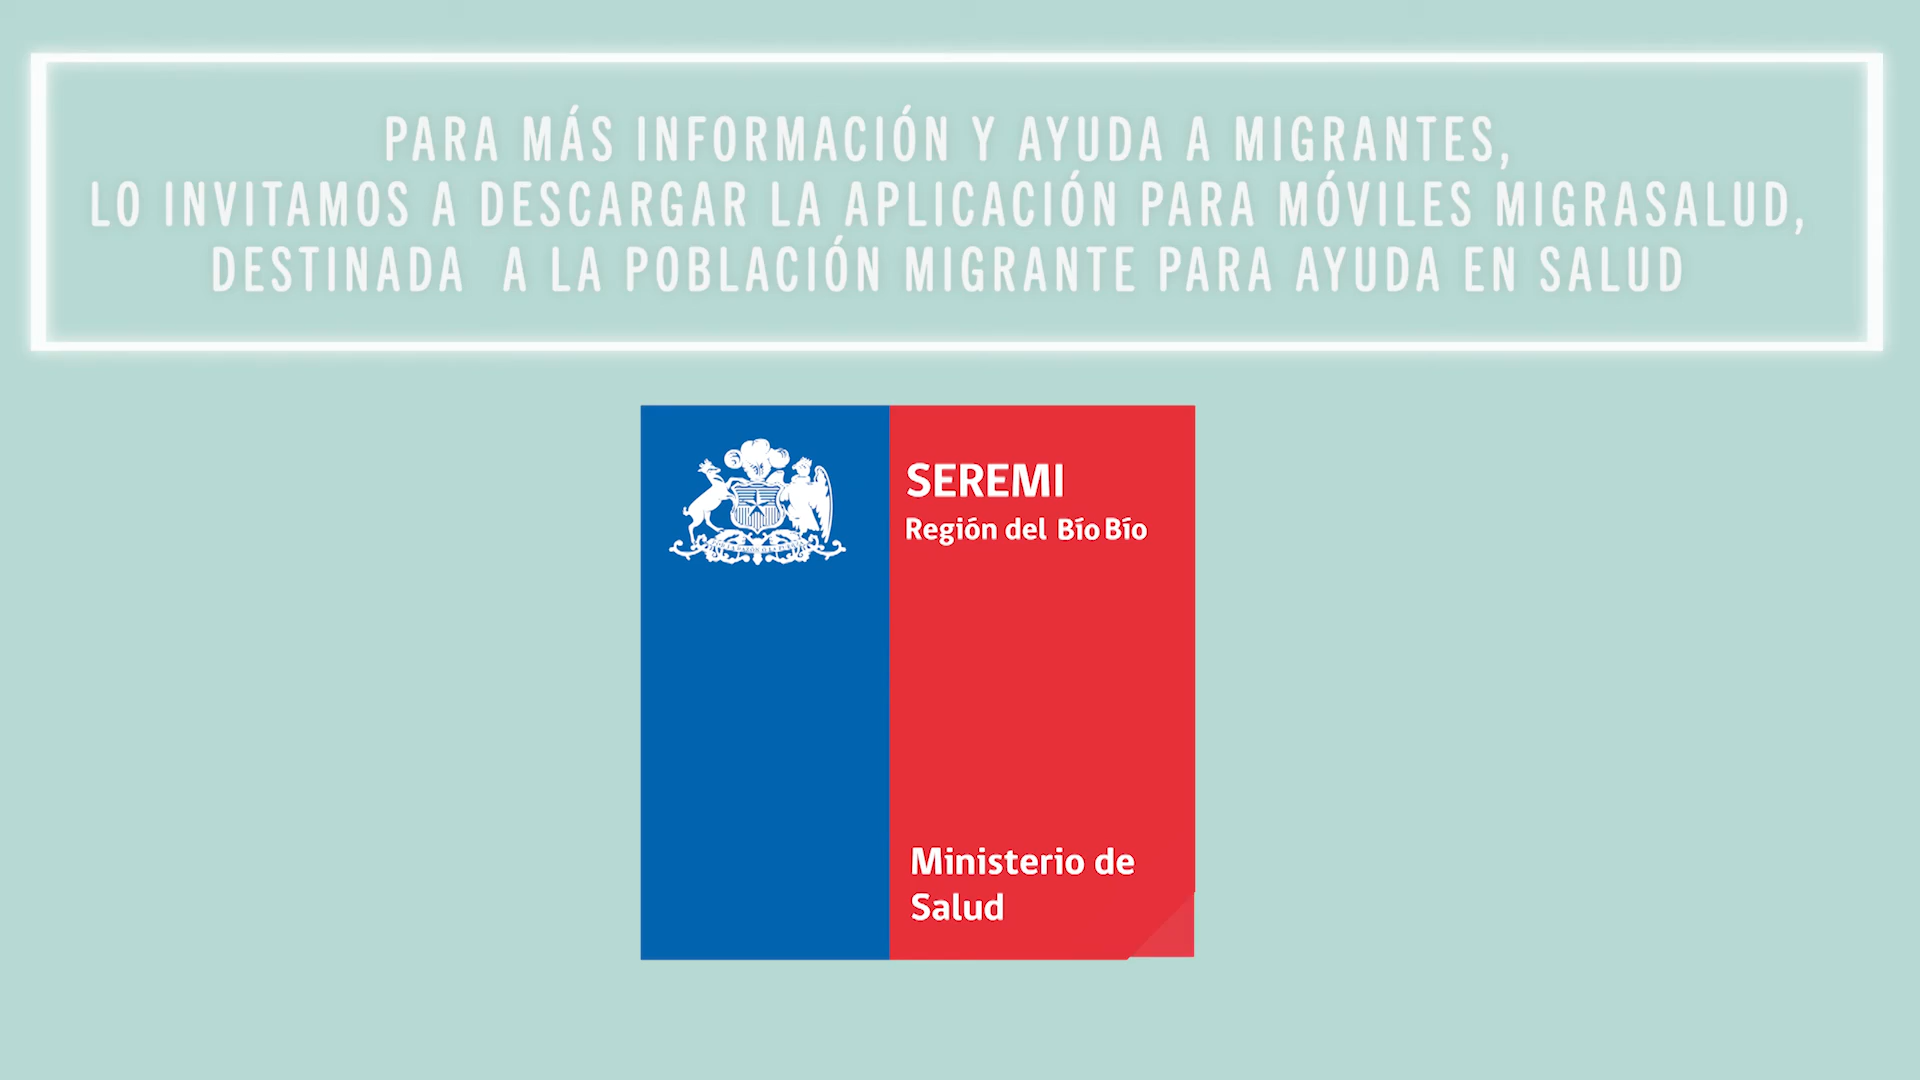 PARA MÁS INFORMACIÓN Y AYUDA A MIGRANTES,
LO INVITAMOS A DESCARGAR LA APLICACIÓN PARA MÓVILES MIGRASALUD,
DESTINADA A LA POBLACIÓN MIGRANTE PARA AYUDA EN SALUD
SEREMI
Región del Bío Bío
Ministerio de
Salud